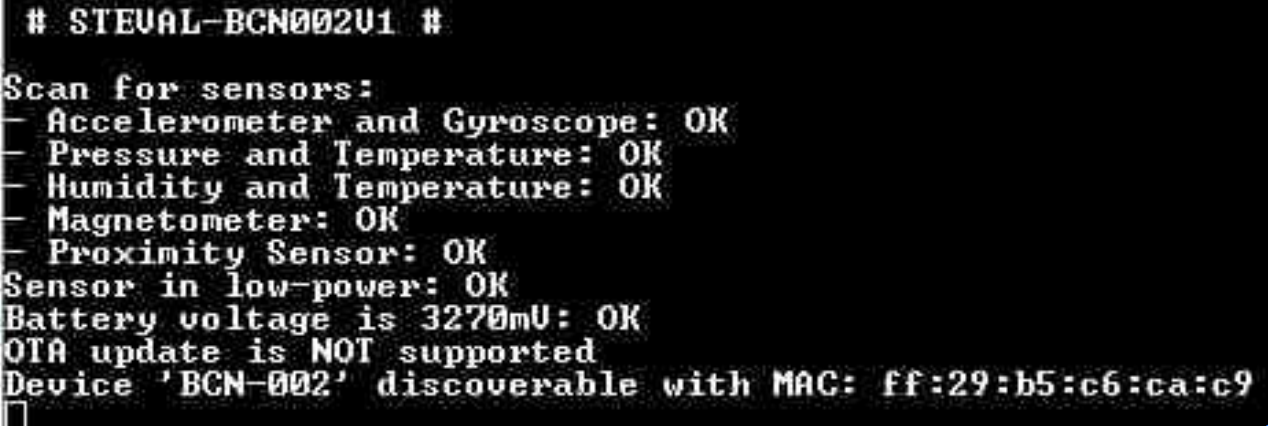 # STEVAL-BCN002V1 #
Scan for sensors:
- Accelerometer and Gyroscope: OK
- Pressure and Temperature: OK
- Humidity and Temperature: OK
- Magnetometer: OK
- Proximity Sensor: OK
Sensor in low-power: OK
Battery voltage is 3270mV: OK
OTA update is NOT supported
Device 'BCN-002' discoverable with MAC: ff:29:b5:c6:ca:c9